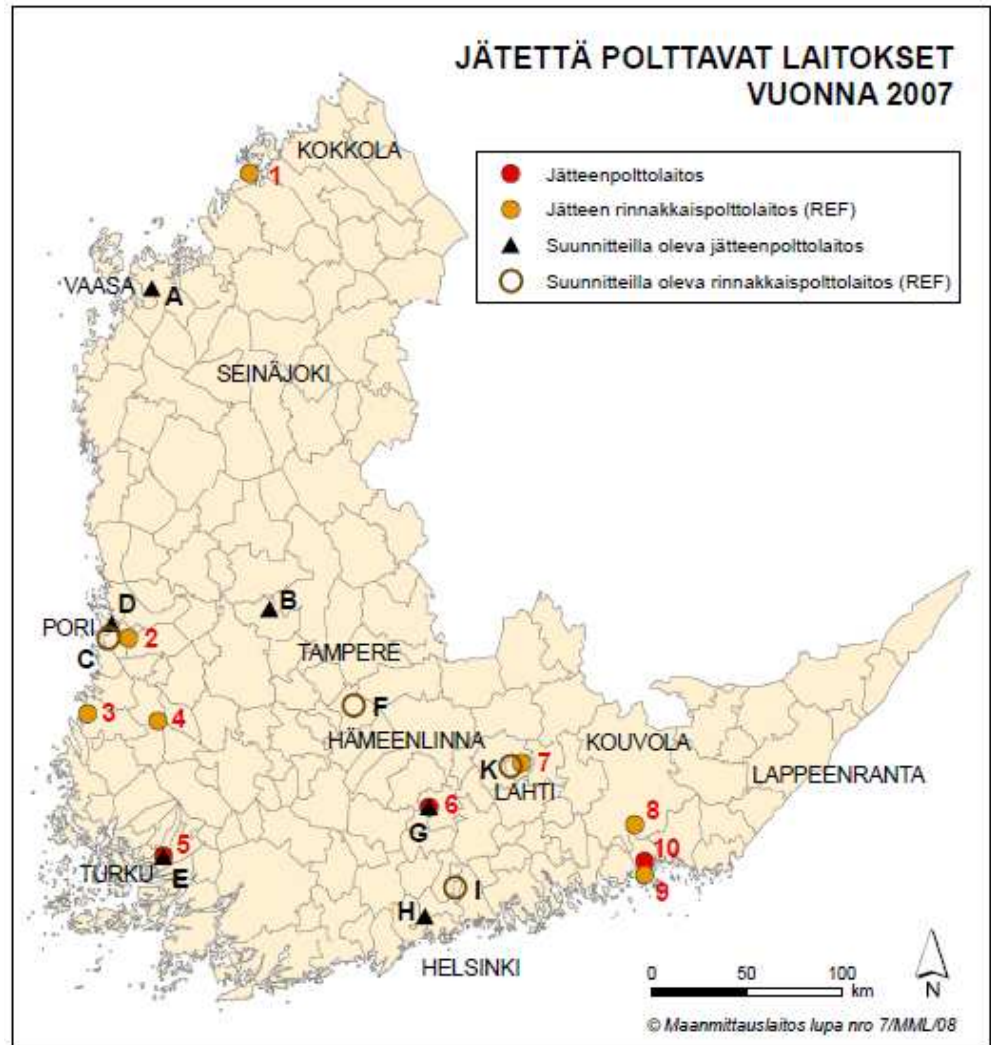 JÄTETTÄ POLTTAVAT LAITOKSET
VUONNA 2007
Jätteenpolttolaitos
Jätteen rinnakkaispolttolaitos (REF)
Suunnitteilla oleva jätteenpolttolaitos
Suunnitteilla oleva rinnakkaispolttolaitos (REF)
KOKKOLA
1
VAASA
A
SEINÄJOKI
D
B
PORI
2
C
TAMPERE
3
4
F
HÄMEENLINNA
KOUVOLA
K
7
LAHTI
LAPPEENRANTA
6
G
8
5
10
TURKU
E
9
I
H
HELSINKI
0 50 100
km
N
© Maanmittauslaitos lupa nro 7/MML/08